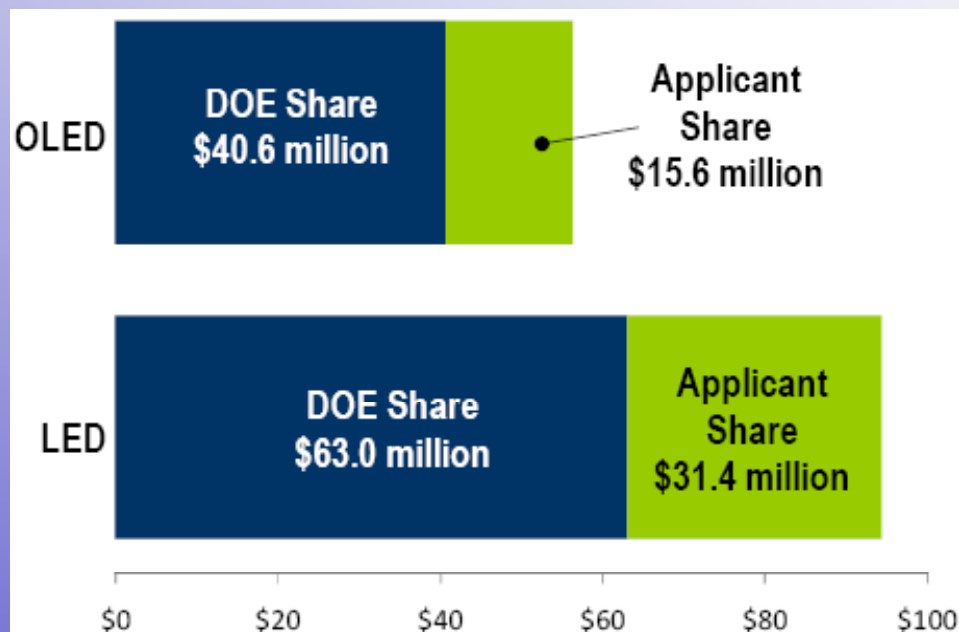 OLED
DOE Share
$40.6 million
Applicant
Share
$15.6 million
LED
DOE Share
$63.0 million
Applicant
Share
$31.4 million
$0 $20 $40 $60 $80 $100